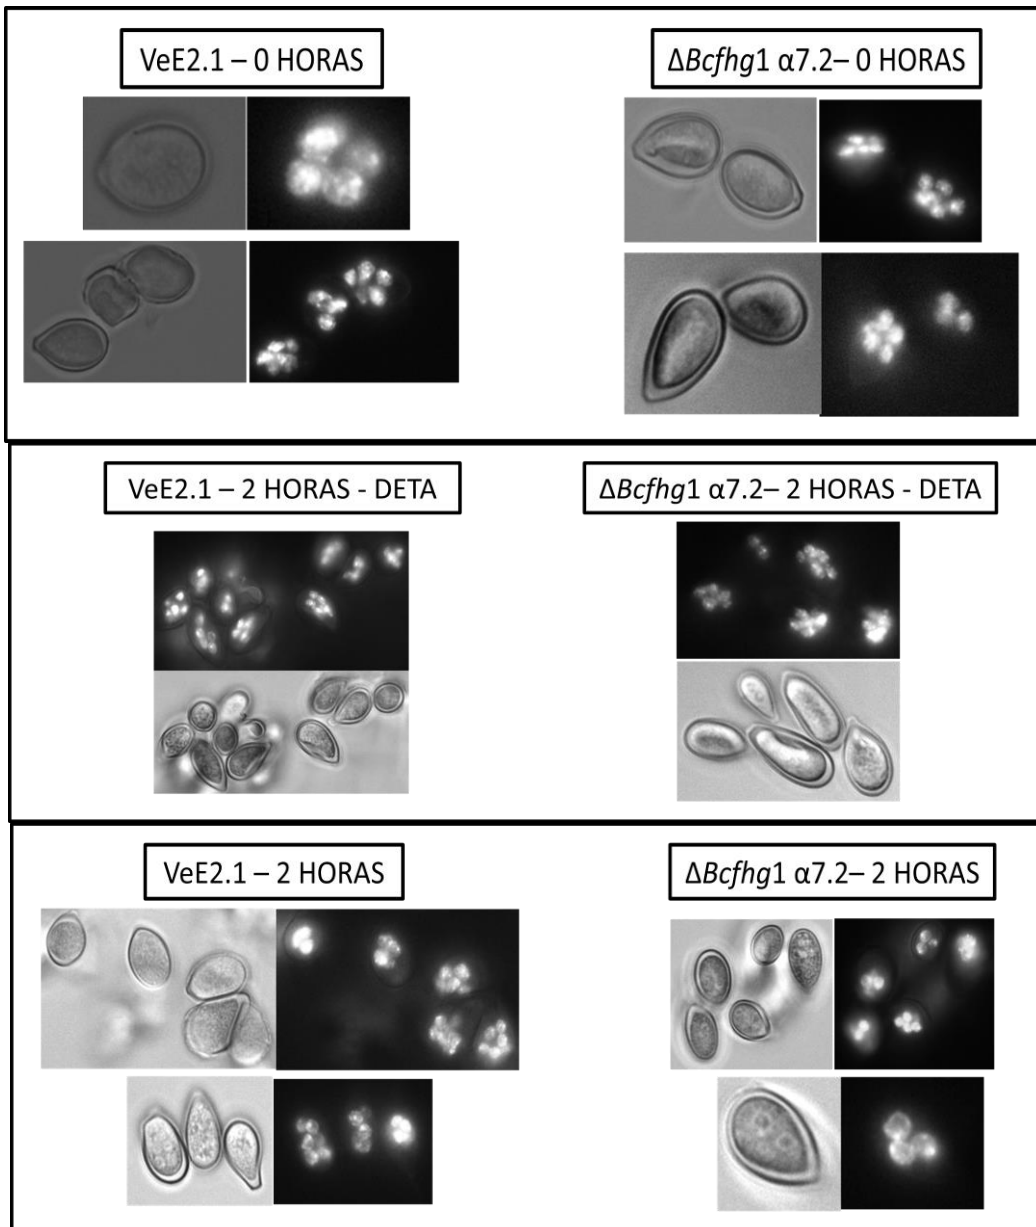 VeE2.1 – 0 HORAS
ΔBcfhg1 α7.2– 0 HORAS
VeE2.1 – 2 HORAS - DETA
ΔBcfhg1 α7.2– 2 HORAS - DETA
VeE2.1 – 2 HORAS
ΔBcfhg1 α7.2– 2 HORAS